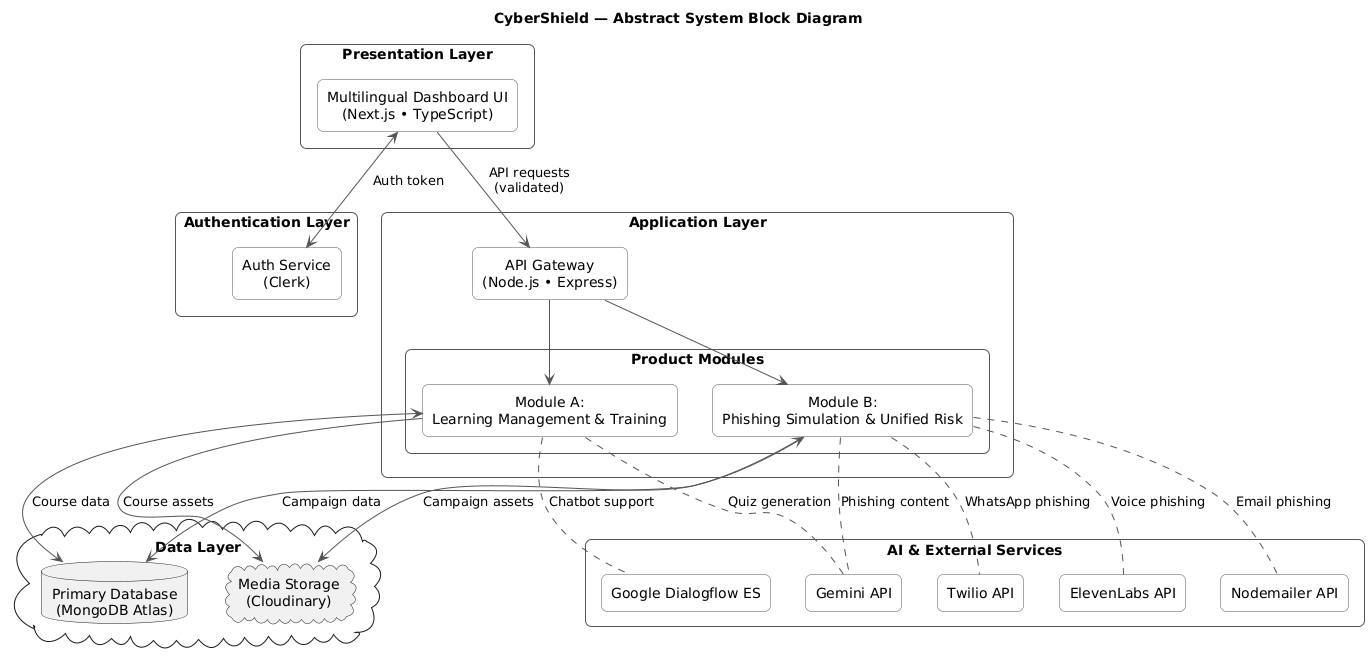 CyberShield — Abstract System Block Diagram
Presentation Layer
Multilingual Dashboard UI
(Next.js • TypeScript)
Auth token
API requests
(validated)
Authentication Layer
Auth Service
(Clerk)
Application Layer
API Gateway
(Node.js • Express)
Product Modules
Module A:
Learning Management & Training
Module B:
Phishing Simulation & Unified Risk
Course data
Course assets
Campaign data
Campaign assets
Chatbot support
Quiz generation
Phishing content
WhatsApp phishing
Voice phishing
Email phishing
Data Layer
Primary Database
(MongoDB Atlas)
Media Storage
(Cloudinary)
AI & External Services
Google Dialogflow ES
Gemini API
Twilio API
ElevenLabs API
Nodemailer API